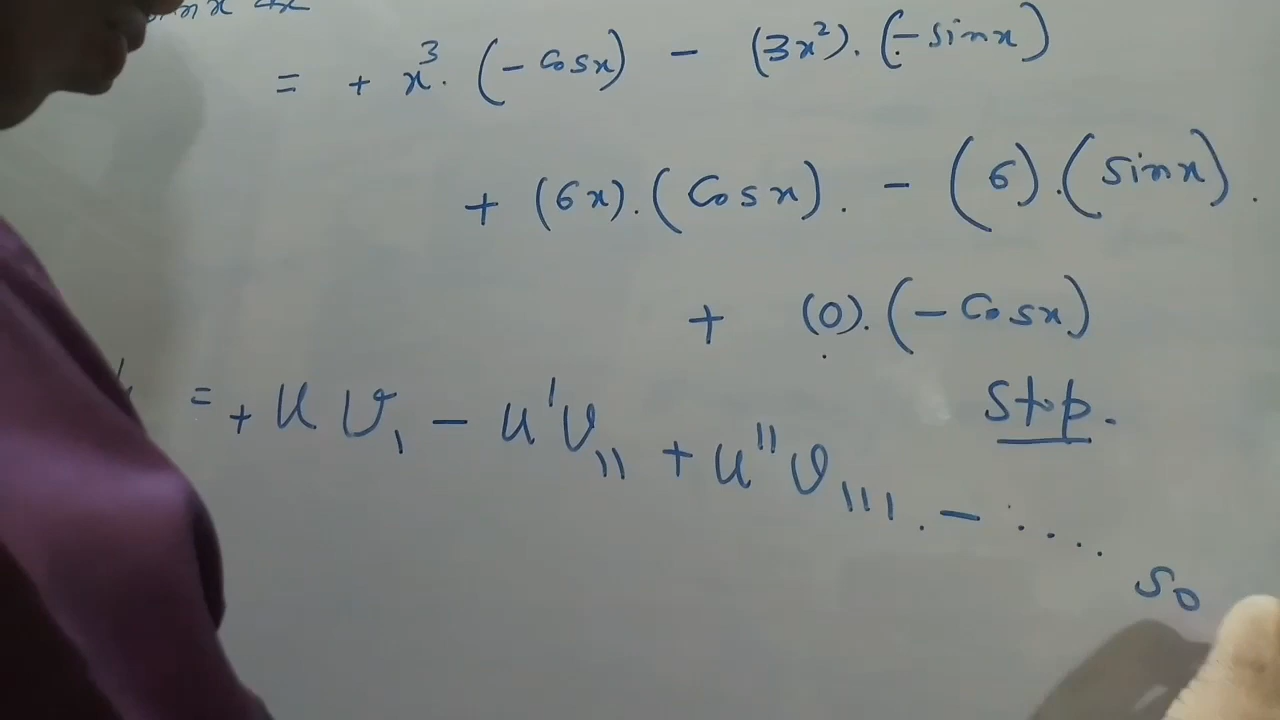 = + x³. (- Cosx) - (3x²). (- sinx)
+ (6x). (Cosx). - (6).(Sinx).
+ (0). (- Cosx)
Stop.
= + u v₁ - u'v₁₁ + u''v₁₁₁ . - ....
so